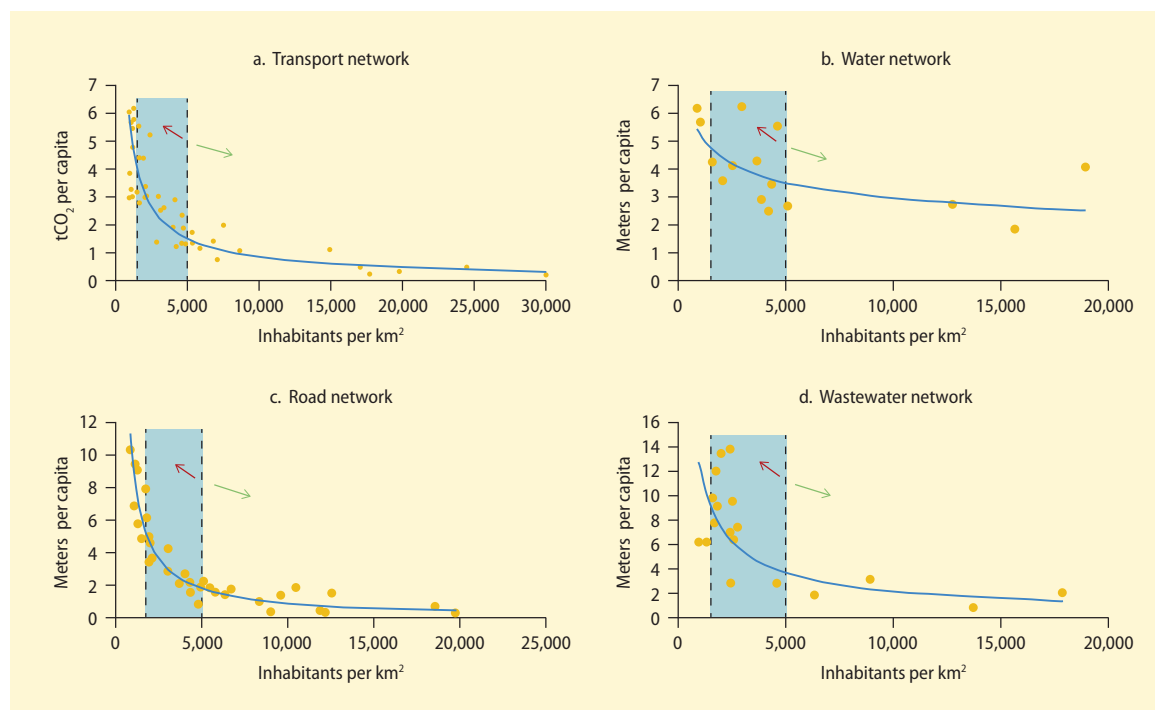 a. Transport network
tCO2 per capita
7
6
5
4
3
2
1
0
0 5,000 10,000 15,000 20,000 25,000 30,000
Inhabitants per km2
b. Water network
Meters per capita
7
6
5
4
3
2
1
0
0 5,000 10,000 15,000 20,000
Inhabitants per km2
c. Road network
Meters per capita
12
10
8
6
4
2
0
0 5,000 10,000 15,000 20,000 25,000
Inhabitants per km2
d. Wastewater network
Meters per capita
16
14
12
10
8
6
4
2
0
0 5,000 10,000 15,000 20,000
Inhabitants per km2